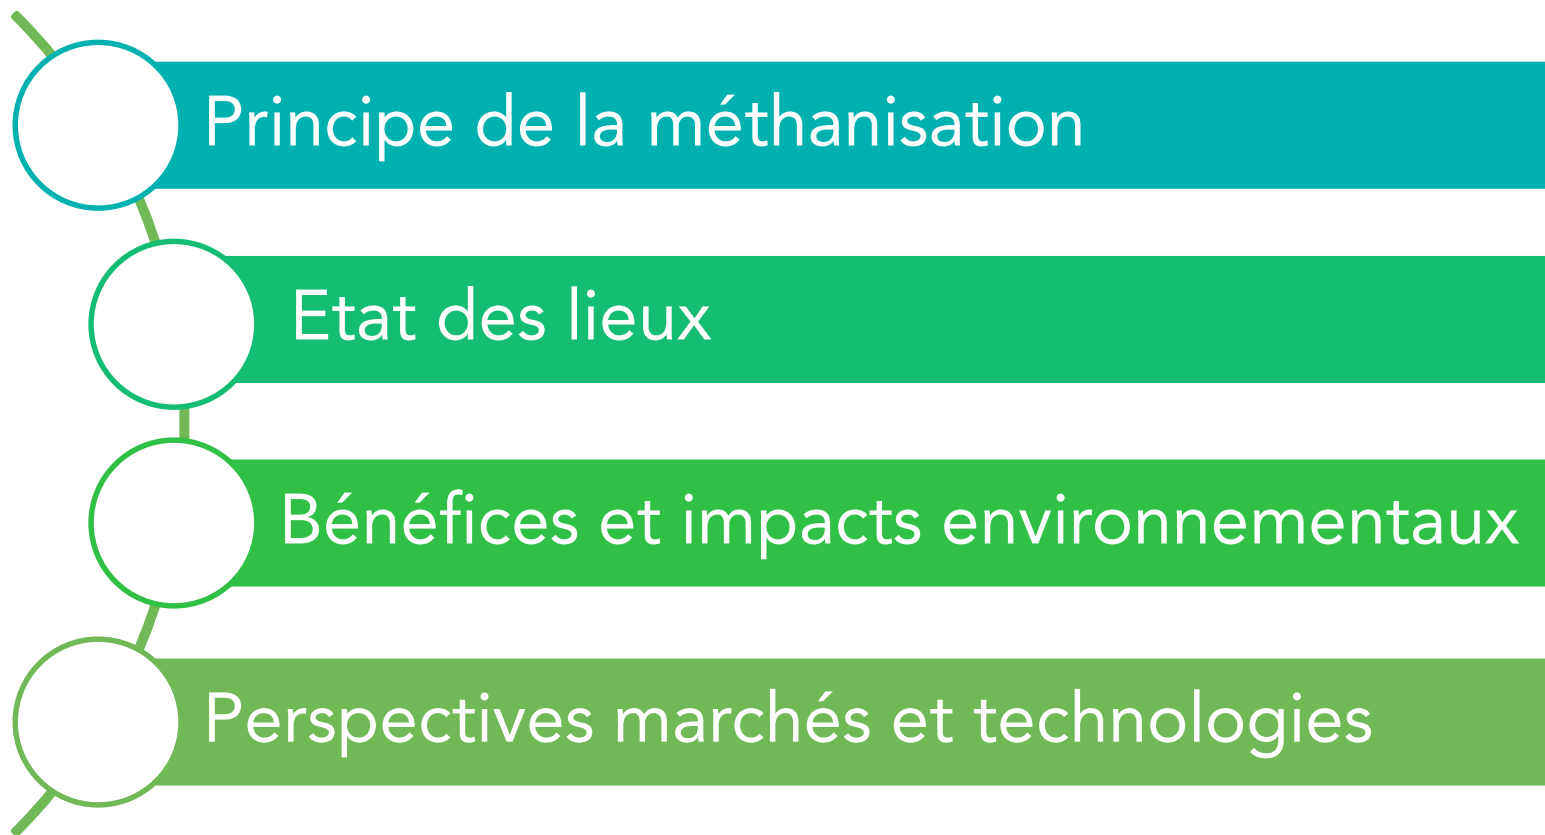 Principe de la méthanisation
Etat des lieux
Bénéfices et impacts environnementaux
Perspectives marchés et technologies